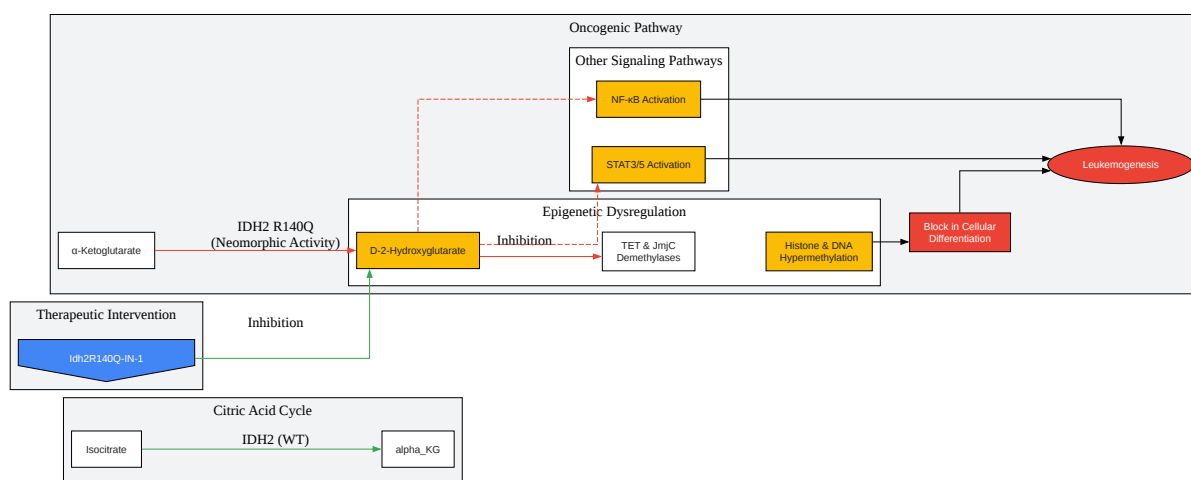 Oncogenic Pathway
Other Signaling Pathways
NF-κB Activation
STAT3/5 Activation
Leukemogenesis
Epigenetic Dysregulation
IDH2 R140Q
(Neomorphic Activity)
α-Ketoglutarate
D-2-Hydroxyglutarate
Inhibition
TET & JmjC
Demethylases
Histone & DNA
Hypermethylation
Block in Cellular
Differentiation
Therapeutic Intervention
Inhibition
Idh2R140Q-IN-1
Citric Acid Cycle
Isocitrate
IDH2 (WT)
alpha_KG